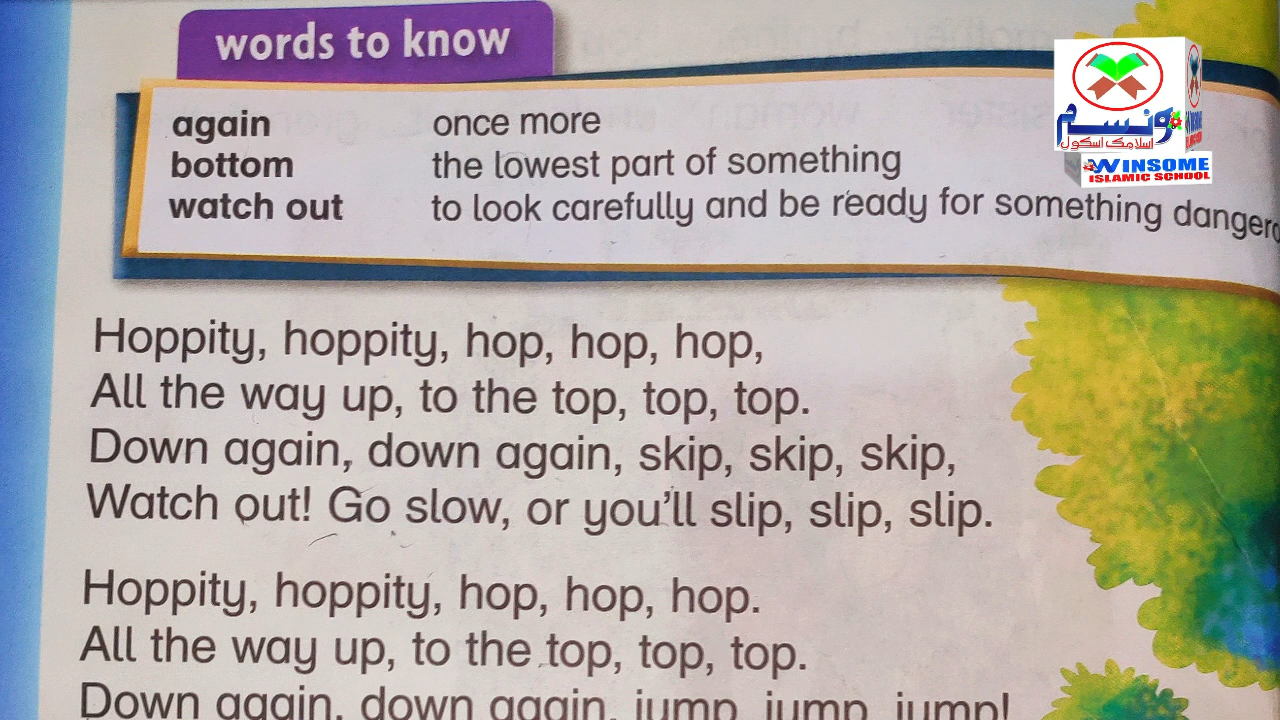 words to know
again once more
bottom the lowest part of something
watch out to look carefully and be ready for something
Hoppity, hoppity, hop, hop, hop,
All the way up, to the top, top, top.
Down again, down again, skip, skip, skip,
Watch out! Go slow, or you'll slip, slip, slip.
Hoppity, hoppity, hop, hop, hop.
All the way up, to the top, top, top.
Down again, down again, jump, jump, jump!
ونسم
اسلامک اسکول
WINSOME
ISLAMIC SCHOOL